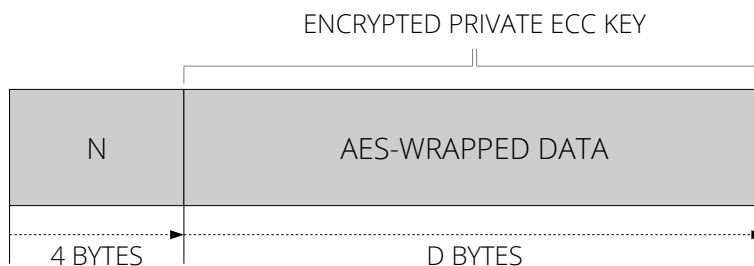 ENCRYPTED PRIVATE ECC KEY
N AES-WRAPPED DATA
4 BYTES D BYTES